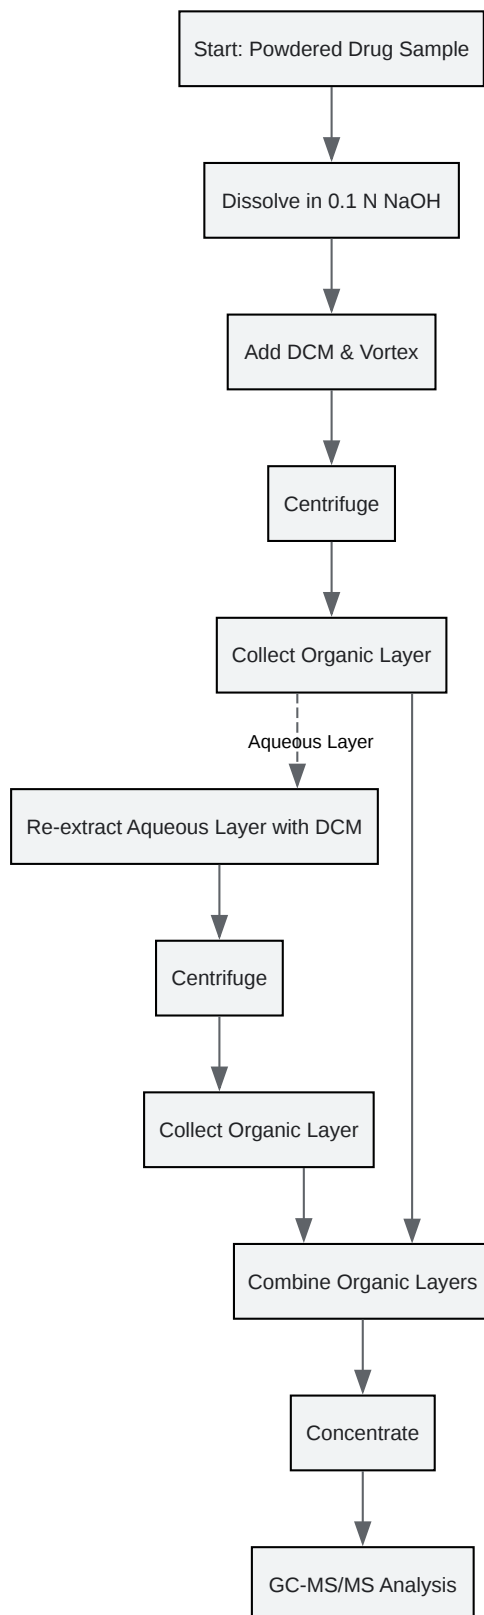 Start: Powdered Drug Sample
Dissolve in 0.1 N NaOH
Add DCM & Vortex
Centrifuge
Collect Organic Layer
Aqueous Layer
Re-extract Aqueous Layer with DCM
Centrifuge
Collect Organic Layer
Combine Organic Layers
Concentrate
GC-MS/MS Analysis